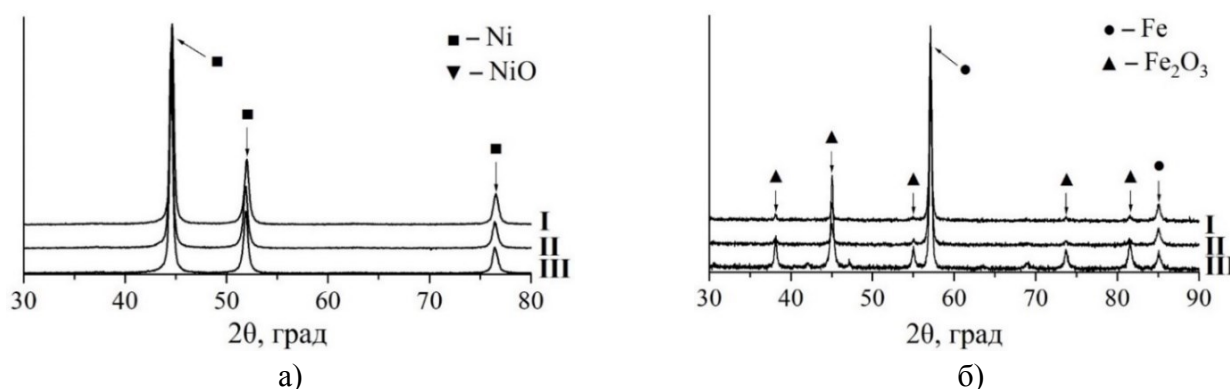 ■ – Ni
▼ – NiO
I
II
III
30 40 50 60 70 80
2θ, град
а)
● – Fe
▲ – Fe₂O₃
I
II
III
30 40 50 60 70 80 90
2θ, град
б)